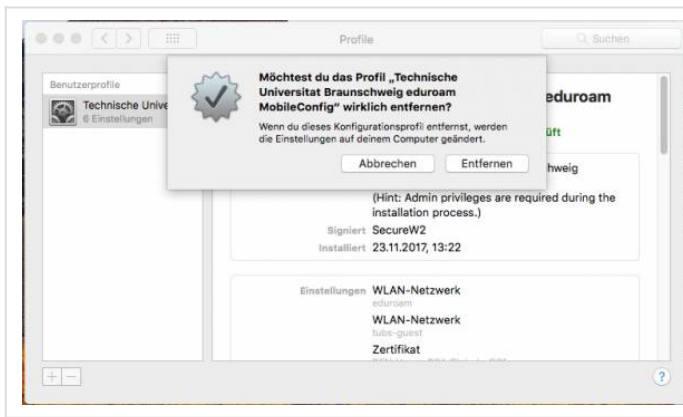 Profile
Suchen
Benutzerprofile
Technische Unive
6 Einstellungen
Möchtest du das Profil „Technische
Universitat Braunschweig eduroam
MobileConfig“ wirklich entfernen?
Wenn du dieses Konfigurationsprofil entfernst, werden
die Einstellungen auf deinem Computer geändert.
Abbrechen
Entfernen
eduroam
üft
hweig
(Hint: Admin privileges are required during the
installation process.)
Signiert SecureW2
Installiert 23.11.2017, 13:22
Einstellungen WLAN-Netzwerk
eduroam
WLAN-Netzwerk
tubs-guest
Zertifikat
+ −
?